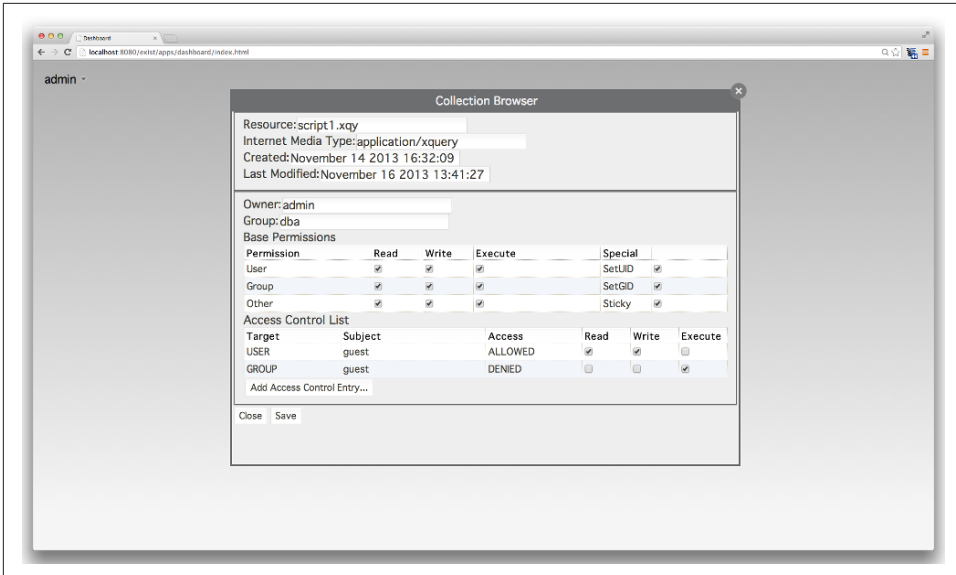 Dashboard
localhost:8080/exist/apps/dashboard/index.html
admin
Collection Browser
Resource: script1.xqy
Internet Media Type: application/xquery
Created: November 14 2013 16:32:09
Last Modified: November 16 2013 13:41:27
Owner: admin
Group: dba
Base Permissions
Permission Read Write Execute Special
User SetUID
Group SetGID
Other Sticky
Access Control List
Target Subject Access Read Write Execute
USER guest ALLOWED
GROUP guest DENIED
Add Access Control Entry...
Close Save